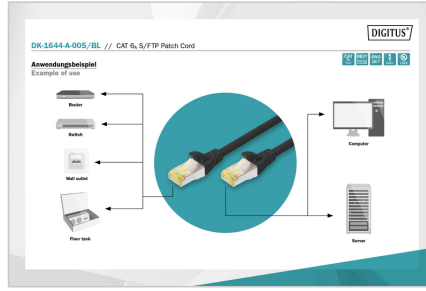 DIGITUS®
DK-1644-A-005/BL // CAT 6A S/FTP Patch Cord
Anwendungsbeispiel
Example of use
CAT
Router
Switch
Wall outlet
Floor tank
Computer
Server